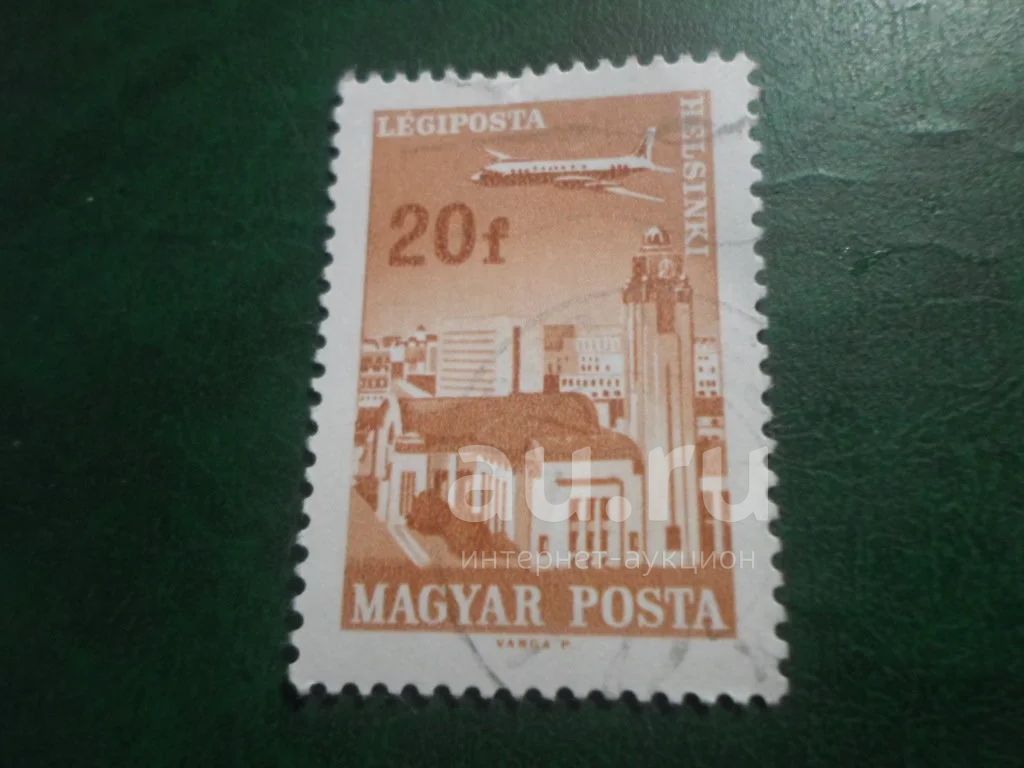 LÉGIPOSTA
HELSINKI
20f
au.ru
интернет-аукцион
MAGYAR POSTA
VARGA P.